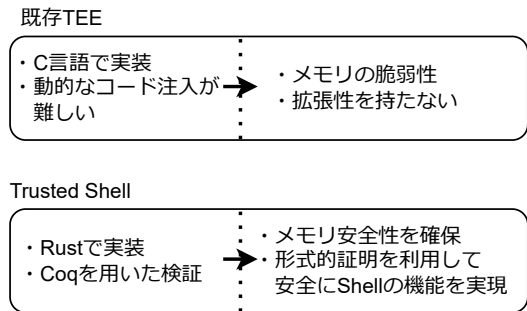 既存TEE
・C言語で実装
・動的なコード注入が
難しい
・メモリの脆弱性
・拡張性を持たない
Trusted Shell
・Rustで実装
・Coqを用いた検証
・メモリ安全性を確保
・形式的証明を利用して
安全にShellの機能を実現